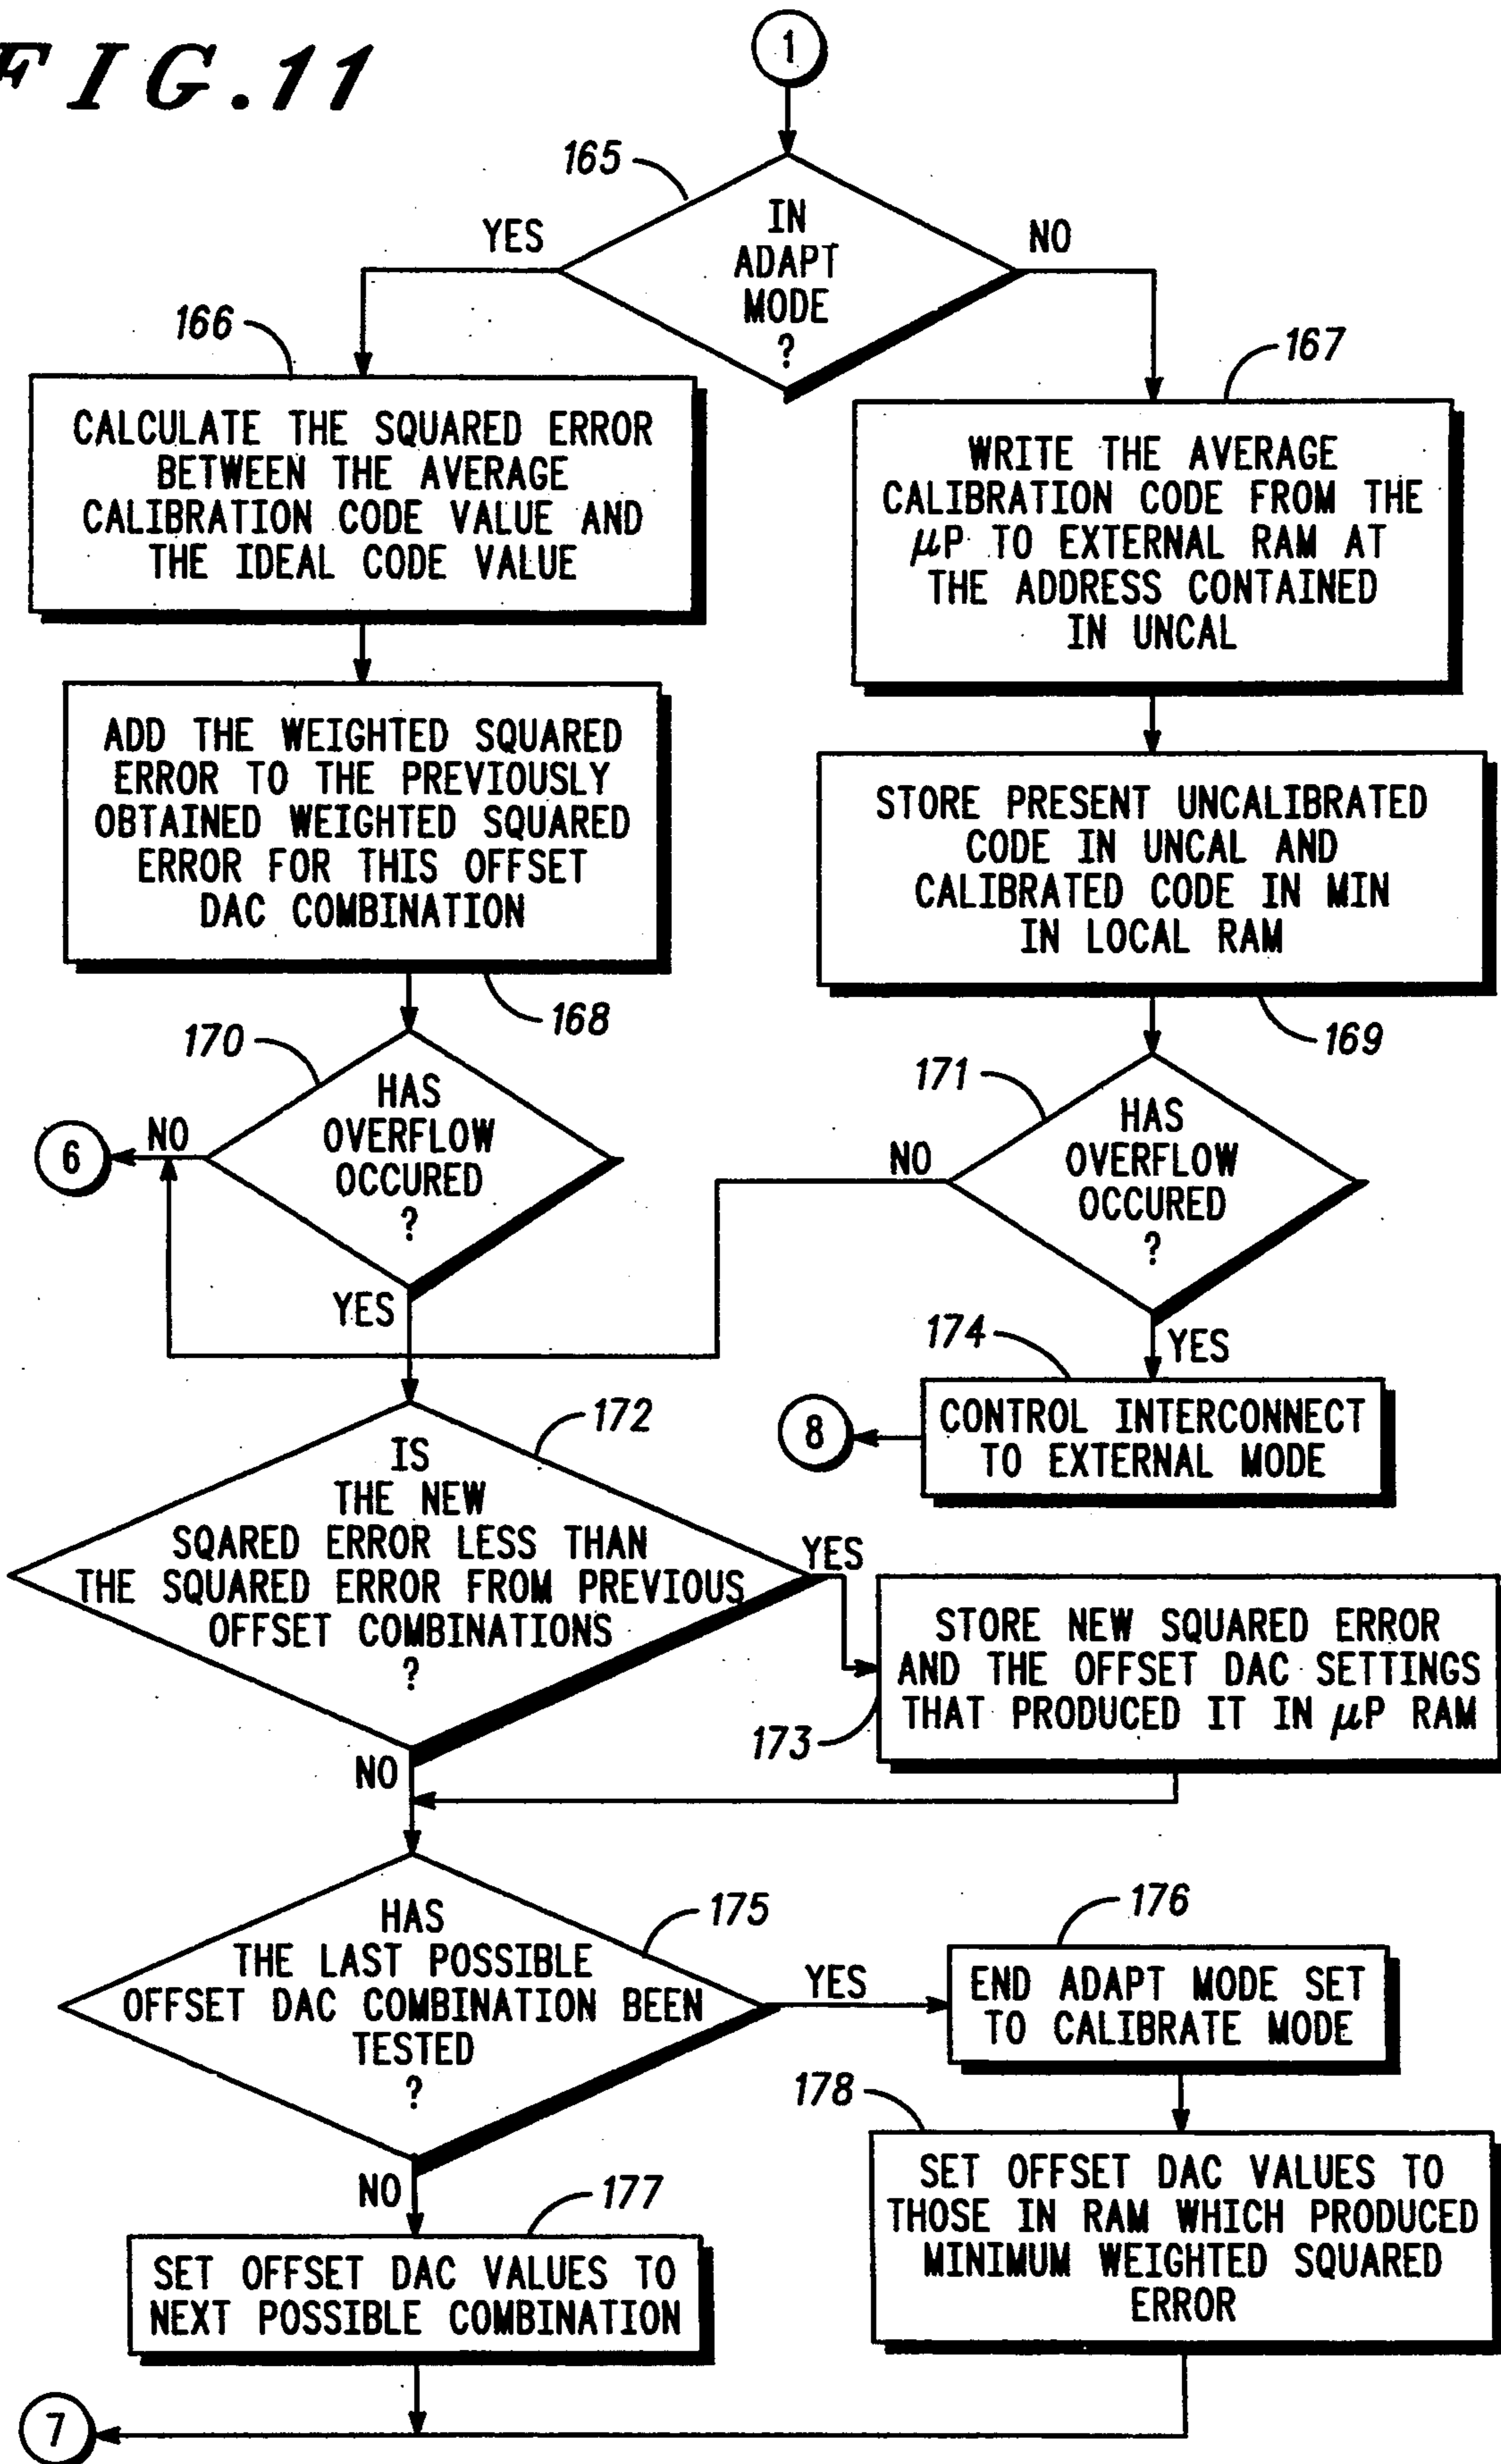 FIG.11
1
165
IN
ADAPT
MODE
?
YES
NO
166
CALCULATE THE SQUARED ERROR
BETWEEN THE AVERAGE
CALIBRATION CODE VALUE AND
THE IDEAL CODE VALUE
167
WRITE THE AVERAGE
CALIBRATION CODE FROM THE
μP TO EXTERNAL RAM AT
THE ADDRESS CONTAINED
IN UNCAL
ADD THE WEIGHTED SQUARED
ERROR TO THE PREVIOUSLY
OBTAINED WEIGHTED SQUARED
ERROR FOR THIS OFFSET
DAC COMBINATION
168
STORE PRESENT UNCALIBRATED
CODE IN UNCAL AND
CALIBRATED CODE IN MIN
IN LOCAL RAM
169
170
HAS
OVERFLOW
OCCURED
?
NO
6
YES
171
HAS
OVERFLOW
OCCURED
?
NO
YES
174
CONTROL INTERCONNECT
TO EXTERNAL MODE
8
172
IS
THE NEW
SQARED ERROR LESS THAN
THE SQUARED ERROR FROM PREVIOUS
OFFSET COMBINATIONS
?
YES
NO
173
STORE NEW SQUARED ERROR
AND THE OFFSET DAC SETTINGS
THAT PRODUCED IT IN μP RAM
175
HAS
THE LAST POSSIBLE
OFFSET DAC COMBINATION BEEN
TESTED
?
YES
NO
176
END ADAPT MODE SET
TO CALIBRATE MODE
178
SET OFFSET DAC VALUES TO
THOSE IN RAM WHICH PRODUCED
MINIMUM WEIGHTED SQUARED
ERROR
177
SET OFFSET DAC VALUES TO
NEXT POSSIBLE COMBINATION
7